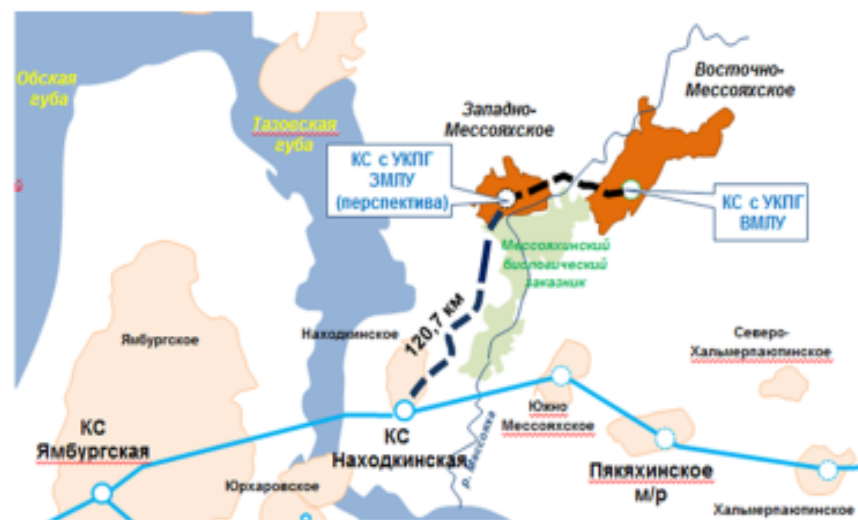 Обская
губа
Тазовская
губа
Западно-
Мессояхское
Восточно-
Мессояхское
КС с УКПГ
ЗМЛУ
(перспектива)
КС с УКПГ
ВМЛУ
Мессояхинский
биологический
заказник
120,7 км
Ямбургское
Находкинское
Северо-
Хальмерпаютинское
КС
Ямбургская
КС
Находкинская
Южно
Мессояхское
р. Мессояха
Пякяхинское
м/р
Юрхаровское
Хальмерпаютинское